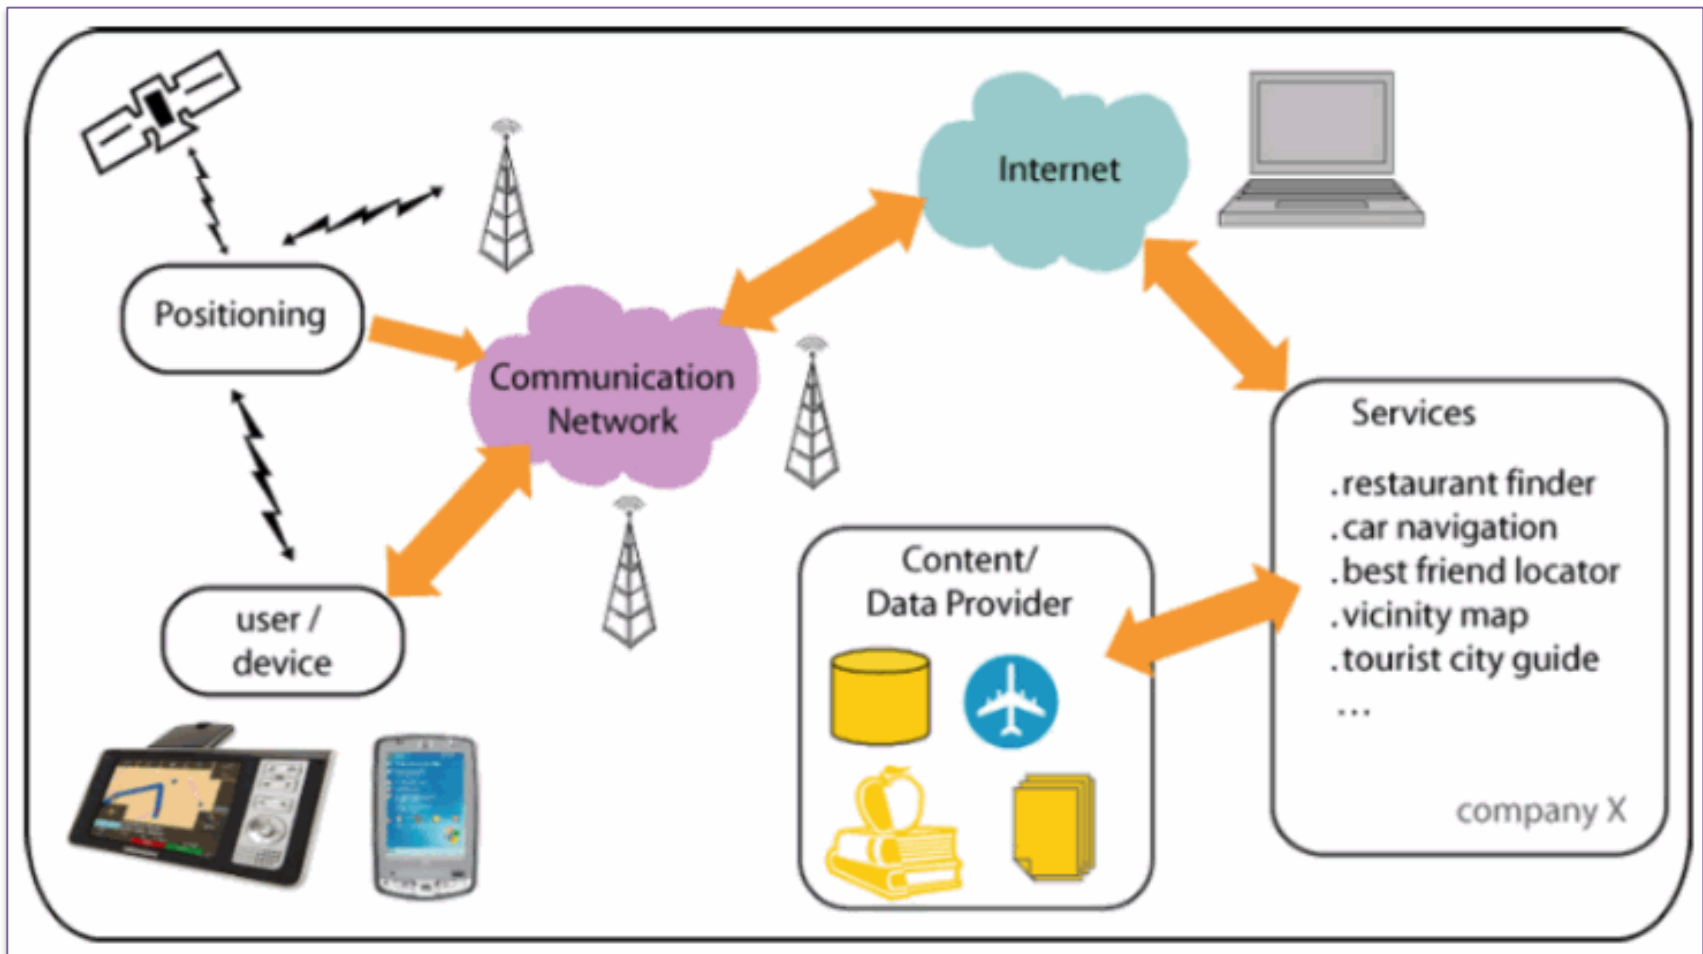 Internet
Positioning
Communication
Network
Services
.restaurant finder
.car navigation
.best friend locator
.vicinity map
.tourist city guide
...
company X
Content/
Data Provider
user /
device